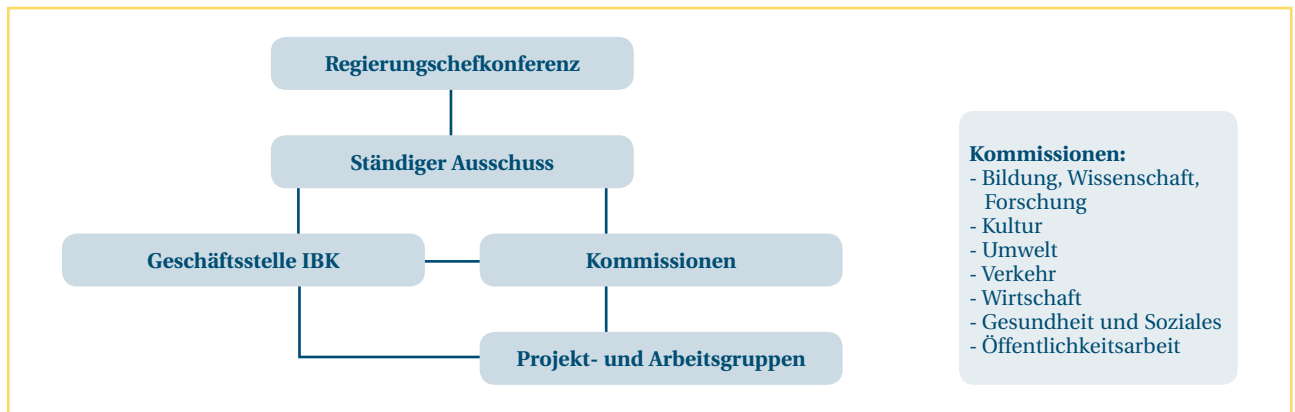 Regierungschefkonferenz
Ständiger Ausschuss
Geschäftsstelle IBK
Kommissionen
Projekt- und Arbeitsgruppen
Kommissionen:
- Bildung, Wissenschaft,
Forschung
- Kultur
- Umwelt
- Verkehr
- Wirtschaft
- Gesundheit und Soziales
- Öffentlichkeitsarbeit